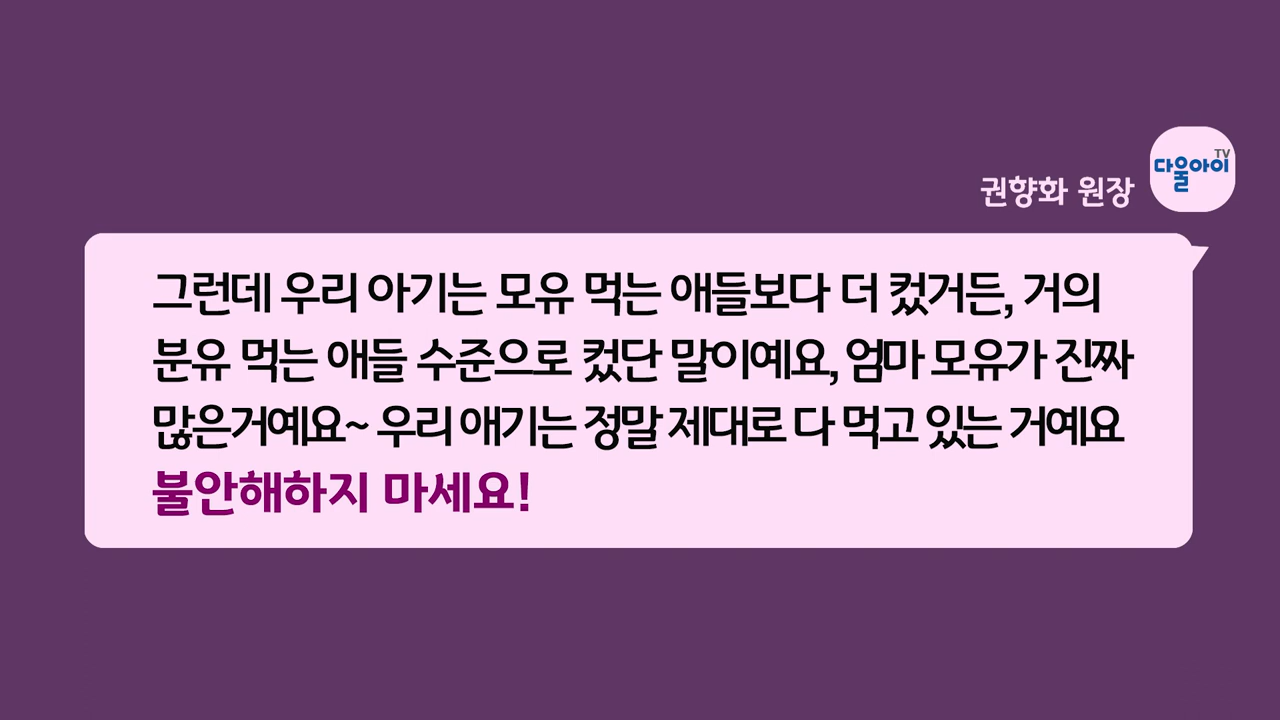 TV
다울아이
권향화 원장
그런데 우리 아기는 모유 먹는 애들보다 더 컸거든, 거의
분유 먹는 애들 수준으로 컸단 말이예요, 엄마 모유가 진짜
많은거예요~ 우리 애기는 정말 제대로 다 먹고 있는 거예요
불안해하지 마세요!